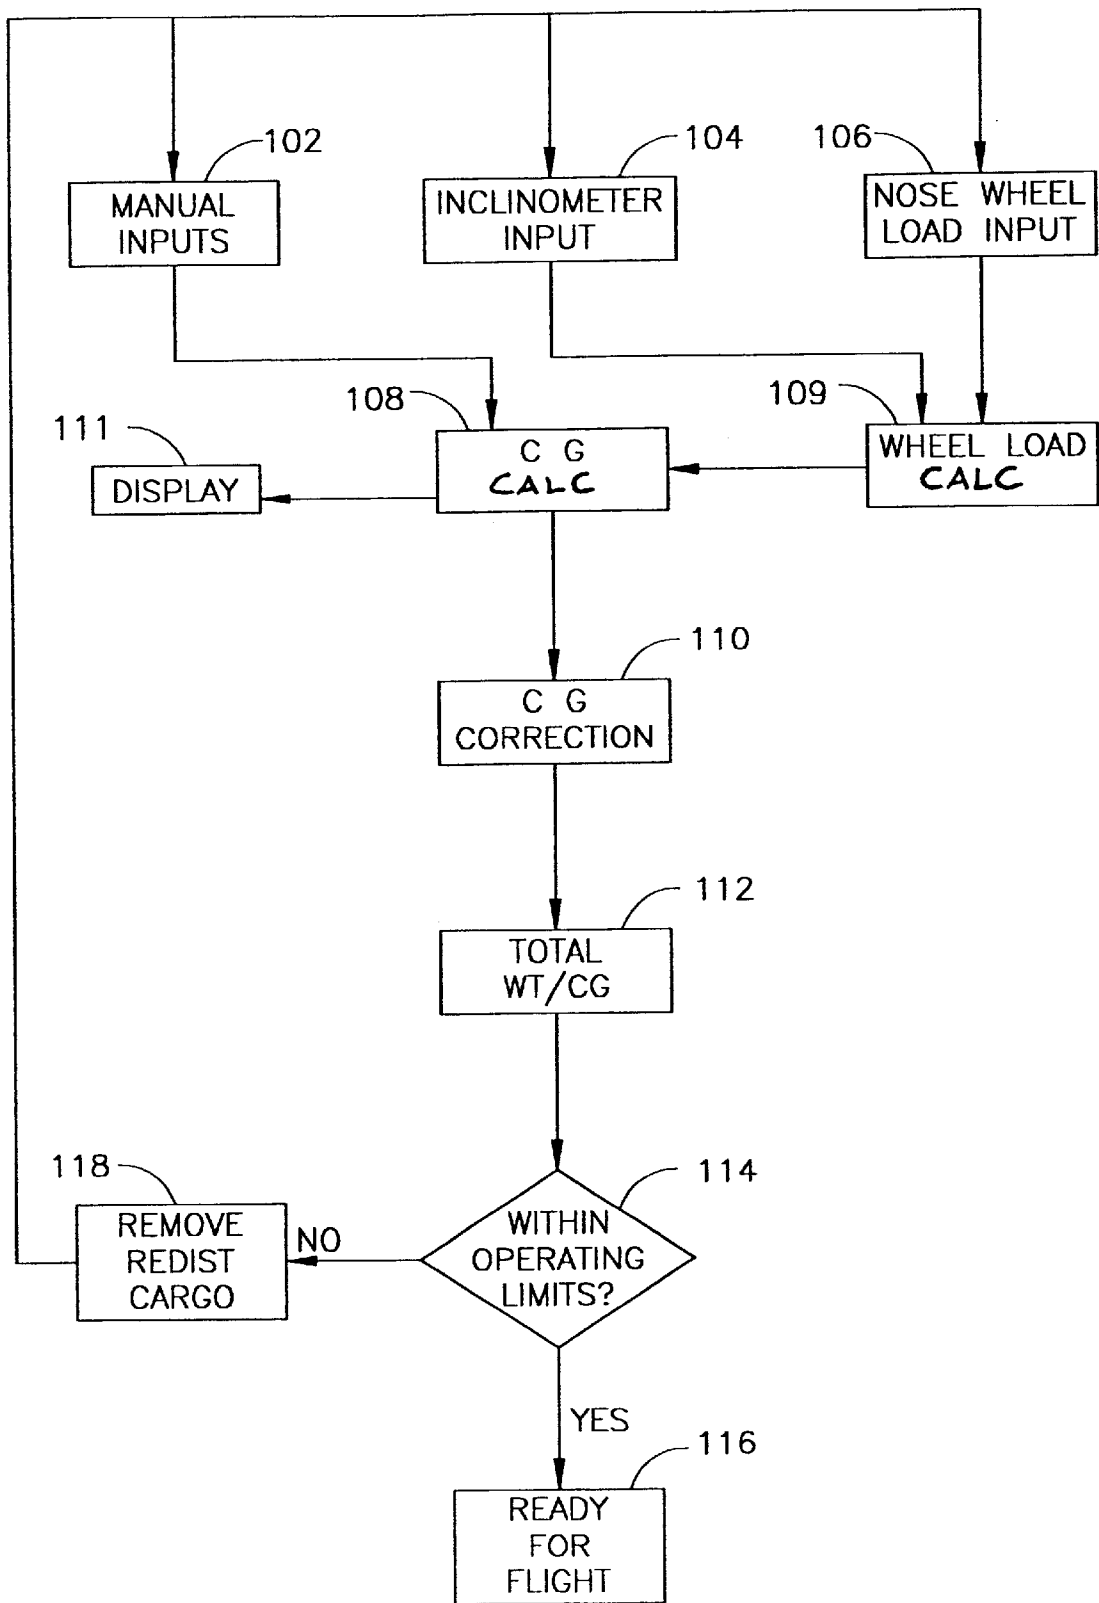 102
MANUAL
INPUTS
104
INCLINOMETER
INPUT
106
NOSE WHEEL
LOAD INPUT
108
C G
CALC
109
WHEEL LOAD
CALC
111
DISPLAY
110
C G
CORRECTION
112
TOTAL
WT/CG
114
WITHIN
OPERATING
LIMITS?
NO
118
REMOVE
REDIST
CARGO
YES
116
READY
FOR
FLIGHT